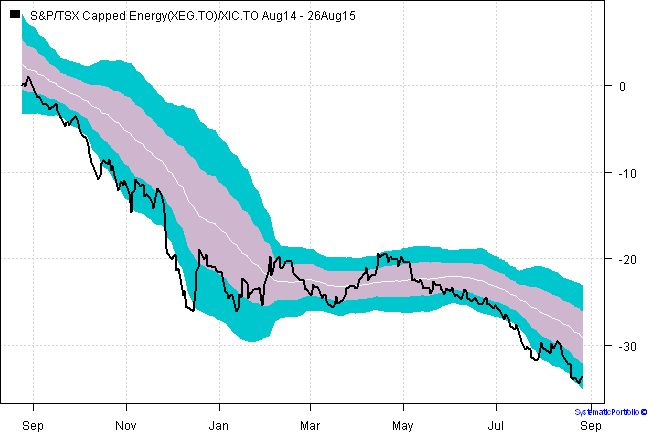 S&P/TSX Capped Energy(XEG.TO)/XIC.TO Aug14 - 26Aug15
0
-10
-20
-30
Sep Nov Jan Mar May Jul Sep
SystematicPortfolio ©